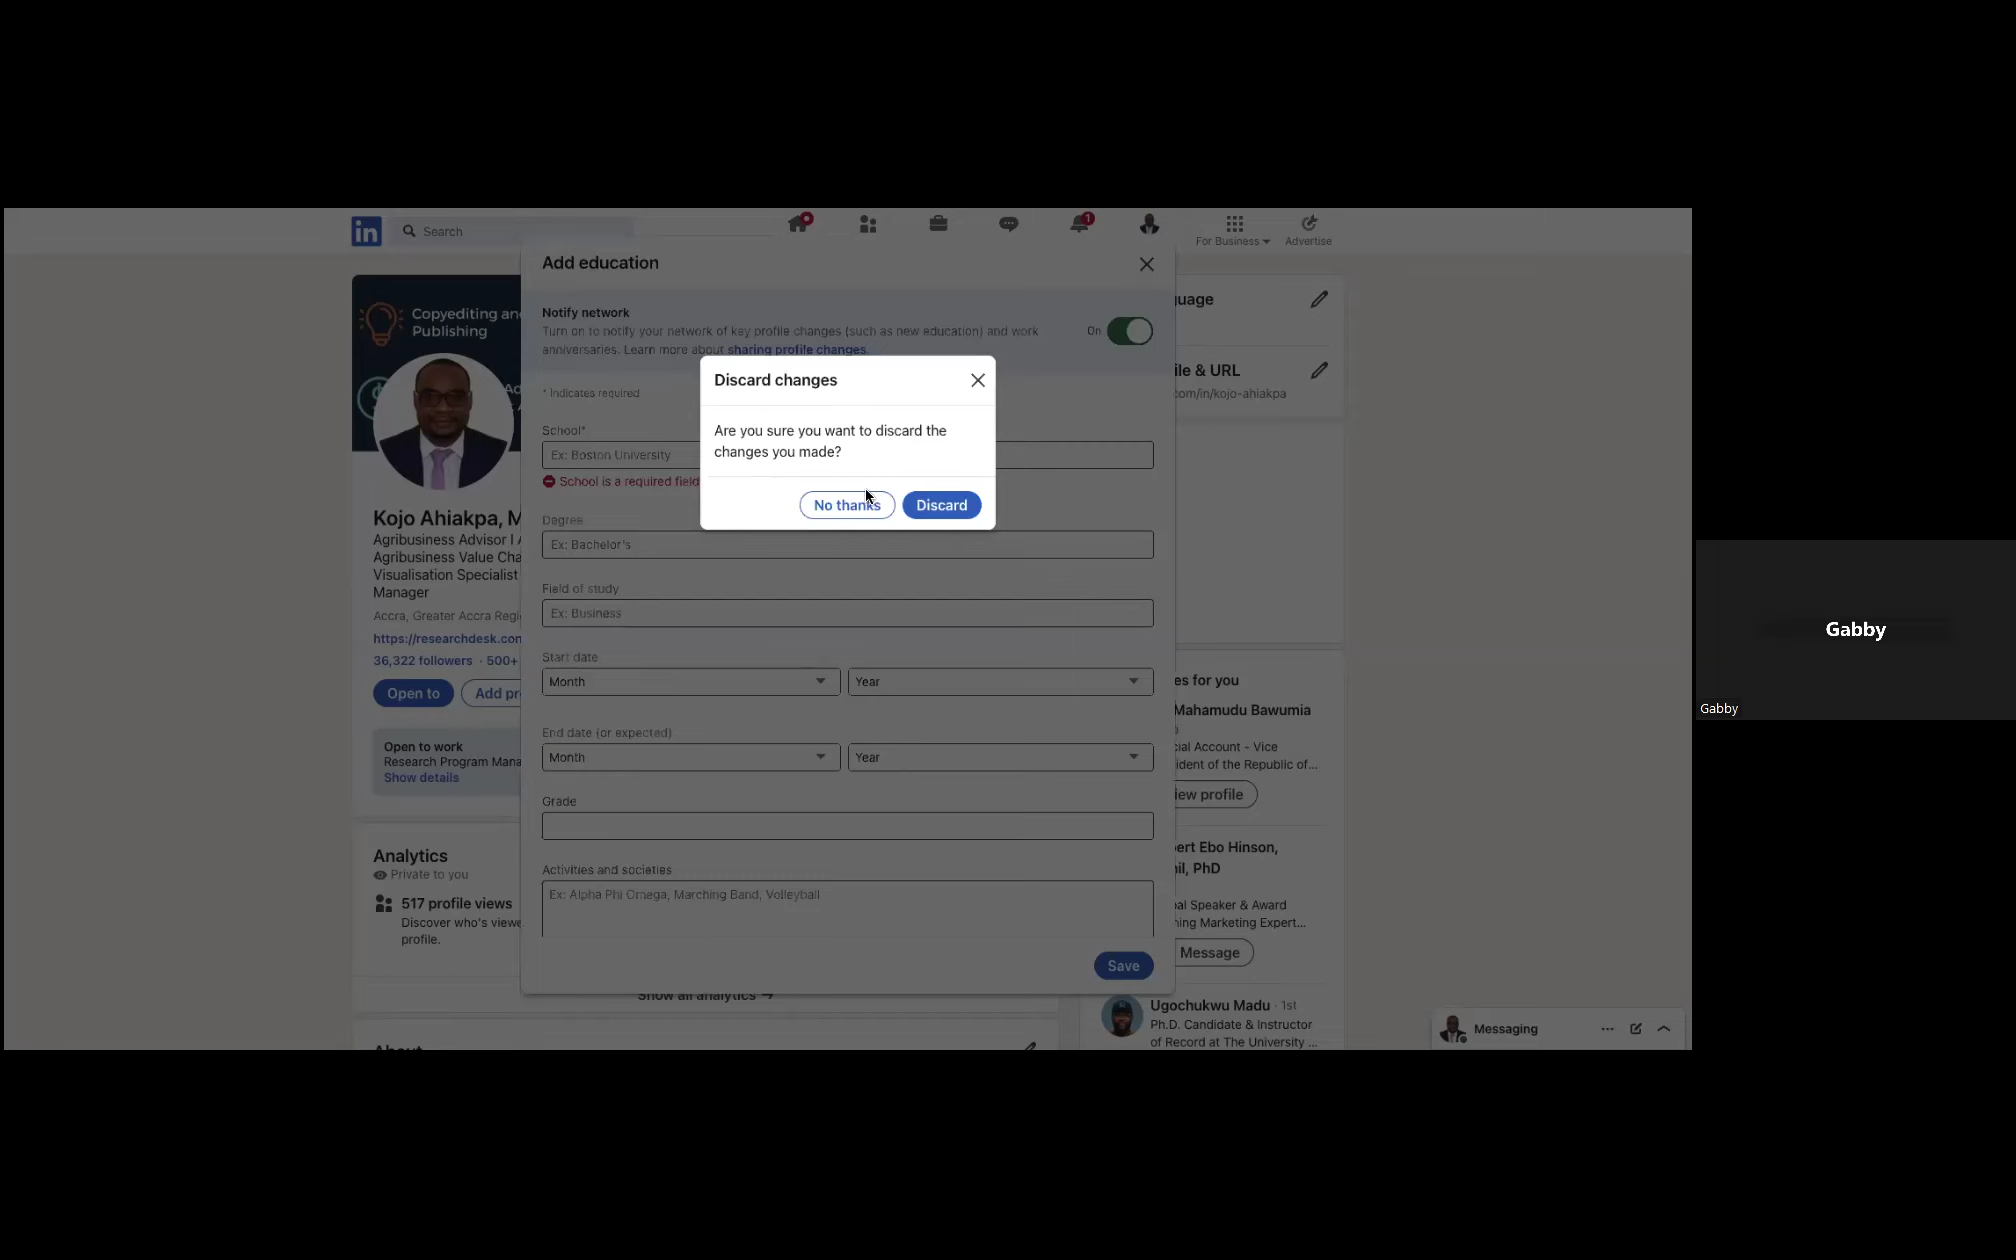 in
Search
1
For Business
Advertise
Add education
Copyediting and
Publishing
Notify network
Turn on to notify your network of key profile changes (such as new education) and work
anniversaries. Learn more about sharing profile changes.
On
Discard changes
Are you sure you want to discard the
changes you made?
No thanks
Discard
* Indicates required
School*
Ex: Boston University
School is a required field
Degree
Ex: Bachelor's
Field of study
Ex: Business
Start date
Month
Year
End date (or expected)
Month
Year
Grade
Activities and societies
Ex: Alpha Phi Omega, Marching Band, Volleyball
Save
Kojo Ahiakpa, M
Agribusiness Advisor I A
Agribusiness Value Cha
Visualisation Specialist
Manager
Accra, Greater Accra Regi
https://researchdesk.con
36,322 followers · 500+
Open to
Add pr
Open to work
Research Program Mana
Show details
Analytics
Private to you
517 profile views
Discover who's viewe
profile.
Show all analytics →
About
uage
ile & URL
com/in/kojo-ahiakpa
es for you
Mahamudu Bawumia
cial Account - Vice
ident of the Republic of...
iew profile
ert Ebo Hinson,
il, PhD
al Speaker & Award
ning Marketing Expert...
Message
Ugochukwu Madu · 1st
Ph.D. Candidate & Instructor
of Record at The University ...
Messaging
Gabby
Gabby